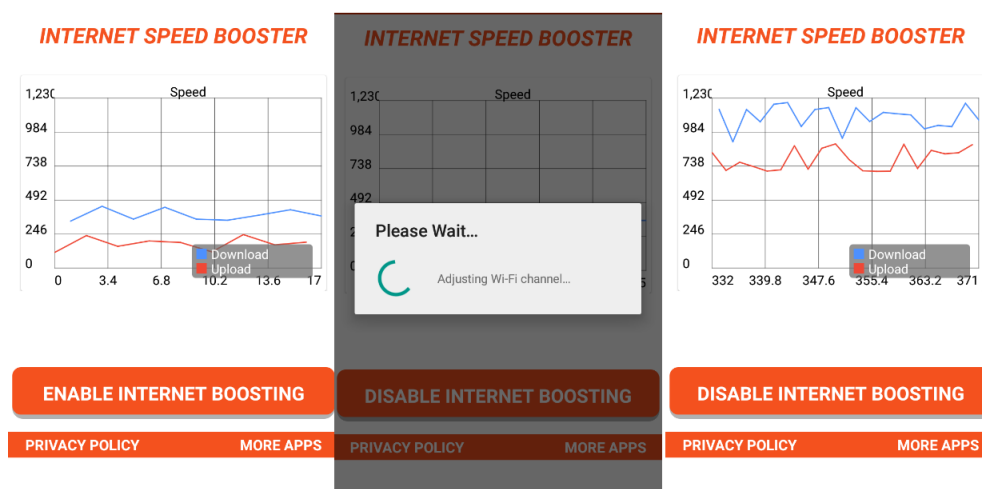 INTERNET SPEED BOOSTER
Speed
1,230
984
738
492
246
0
0 3.4 6.8 10.2 13.6 17
Download
Upload
ENABLE INTERNET BOOSTING
PRIVACY POLICY MORE APPS
INTERNET SPEED BOOSTER
Speed
1,230
984
738
492
Please Wait...
Adjusting Wi-Fi channel...
DISABLE INTERNET BOOSTING
PRIVACY POLICY MORE APPS
INTERNET SPEED BOOSTER
Speed
1,230
984
738
492
246
0
332 339.8 347.6 355.4 363.2 371
Download
Upload
DISABLE INTERNET BOOSTING
PRIVACY POLICY MORE APPS